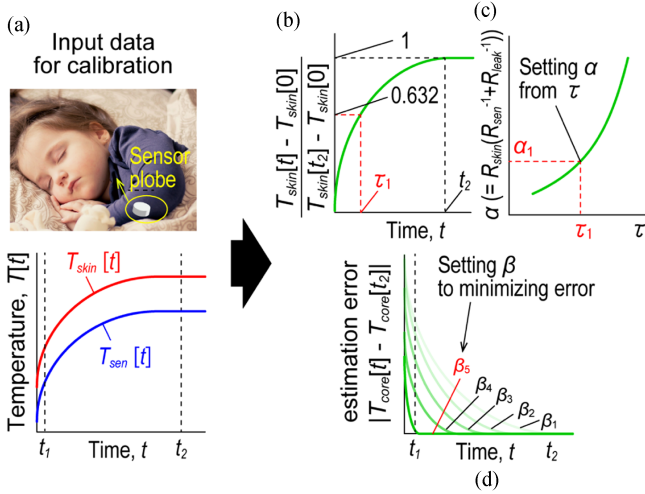 (a)
Input data
for calibration
Sensor
plobe
Temperature, T[t]
T_skin [t]
T_sen [t]
t_1
Time, t
t_2
(b)
T_skin[t] - T_skin[0]
T_skin[t_2] - T_skin[0]
1
0.632
τ_1
t_2
Time, t
(c)
α (= R_skin(R_sen^-1+R_leak^-1))
Setting α
from τ
α_1
τ_1
τ
estimation error
|T_core[t] - T_core[t_2]|
Setting β
to minimizing error
β_5
β_4
β_3
β_2
β_1
t_1
Time, t
t_2
(d)